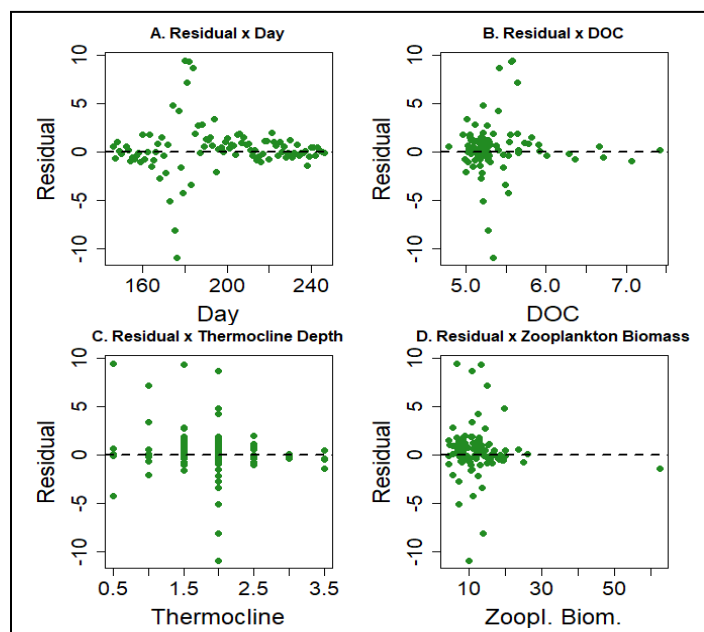 A. Residual x Day
Residual
10
5
0
-5
-10
160 200 240
Day
B. Residual x DOC
Residual
10
5
0
-5
-10
5.0 6.0 7.0
DOC
C. Residual x Thermocline Depth
Residual
10
5
0
-5
-10
0.5 1.5 2.5 3.5
Thermocline
D. Residual x Zooplankton Biomass
Residual
10
5
0
-5
-10
10 30 50
Zoopl. Biom.